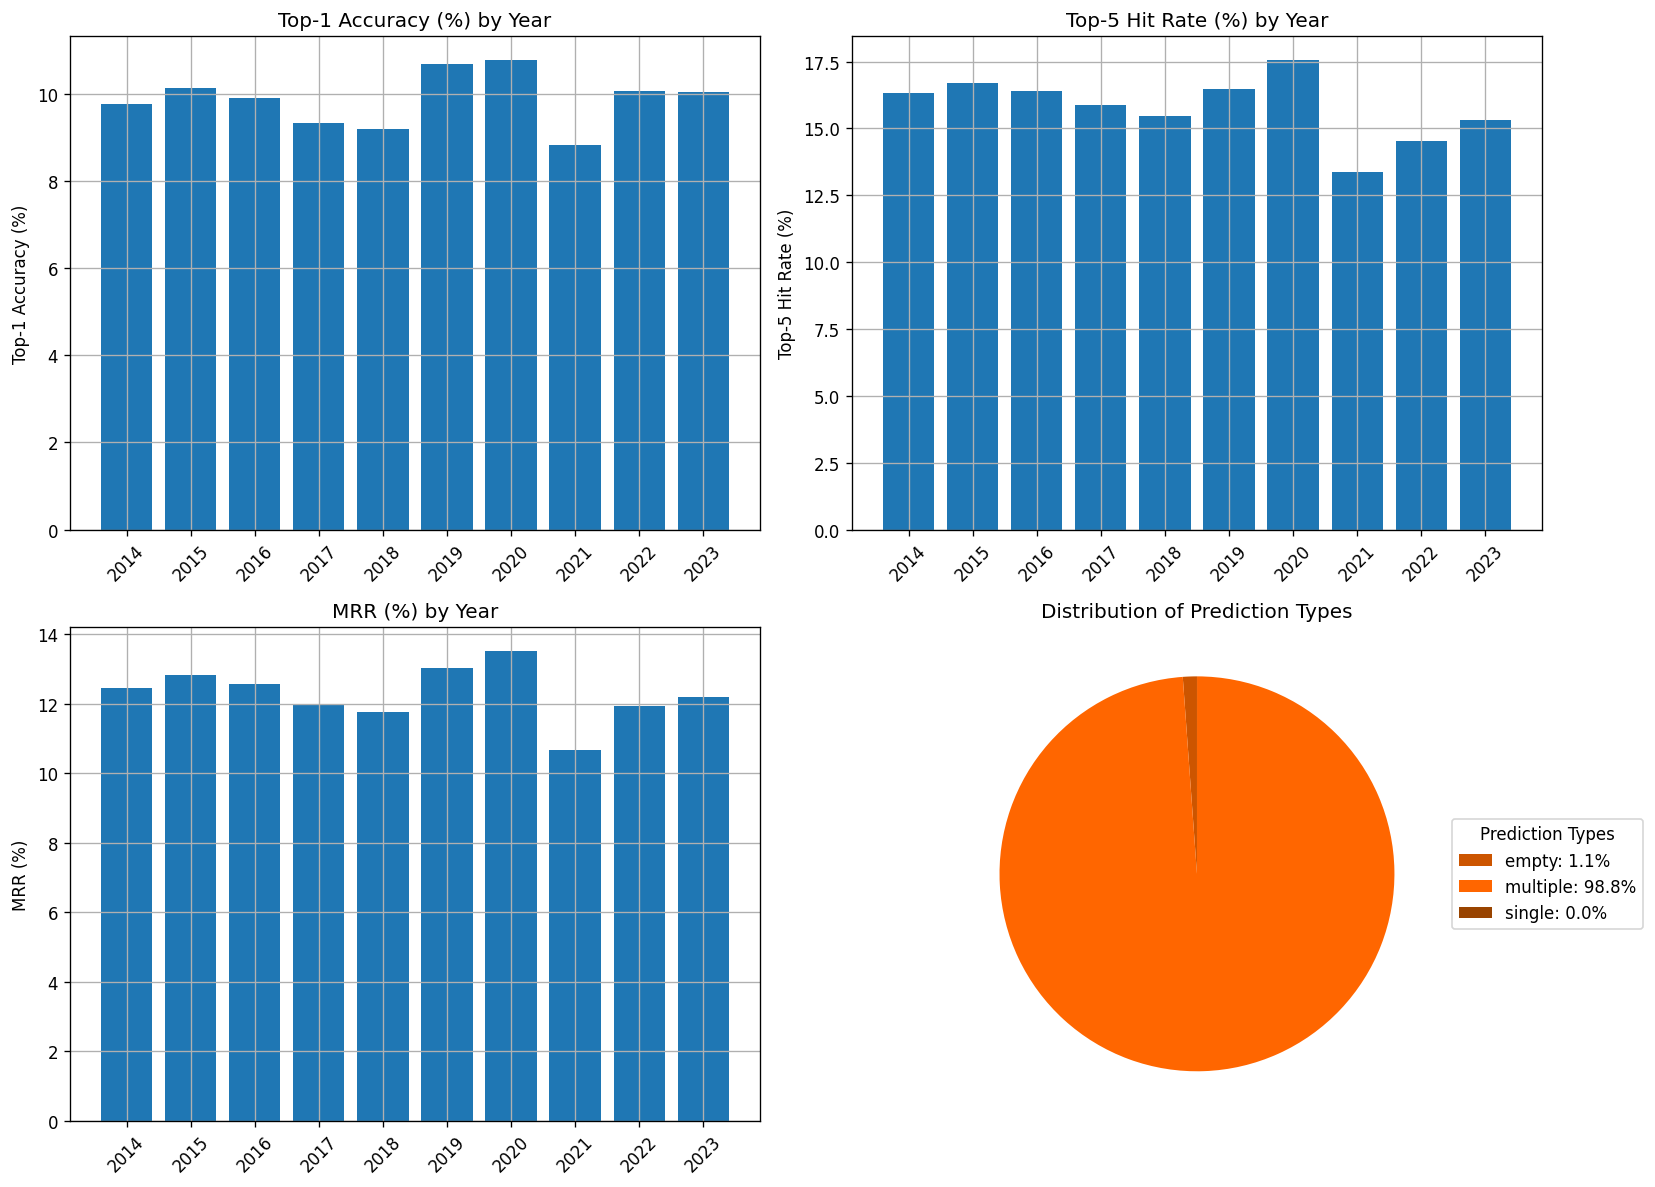 Top-1 Accuracy (%) by Year
Top-1 Accuracy (%)
10
8
6
4
2
0
2014 2015 2016 2017 2018 2019 2020 2021 2022 2023
Top-5 Hit Rate (%) by Year
Top-5 Hit Rate (%)
17.5
15.0
12.5
10.0
7.5
5.0
2.5
0.0
2014 2015 2016 2017 2018 2019 2020 2021 2022 2023
MRR (%) by Year
MRR (%)
14
12
10
8
6
4
2
0
2014 2015 2016 2017 2018 2019 2020 2021 2022 2023
Distribution of Prediction Types
Prediction Types
empty: 1.1%
multiple: 98.8%
single: 0.0%